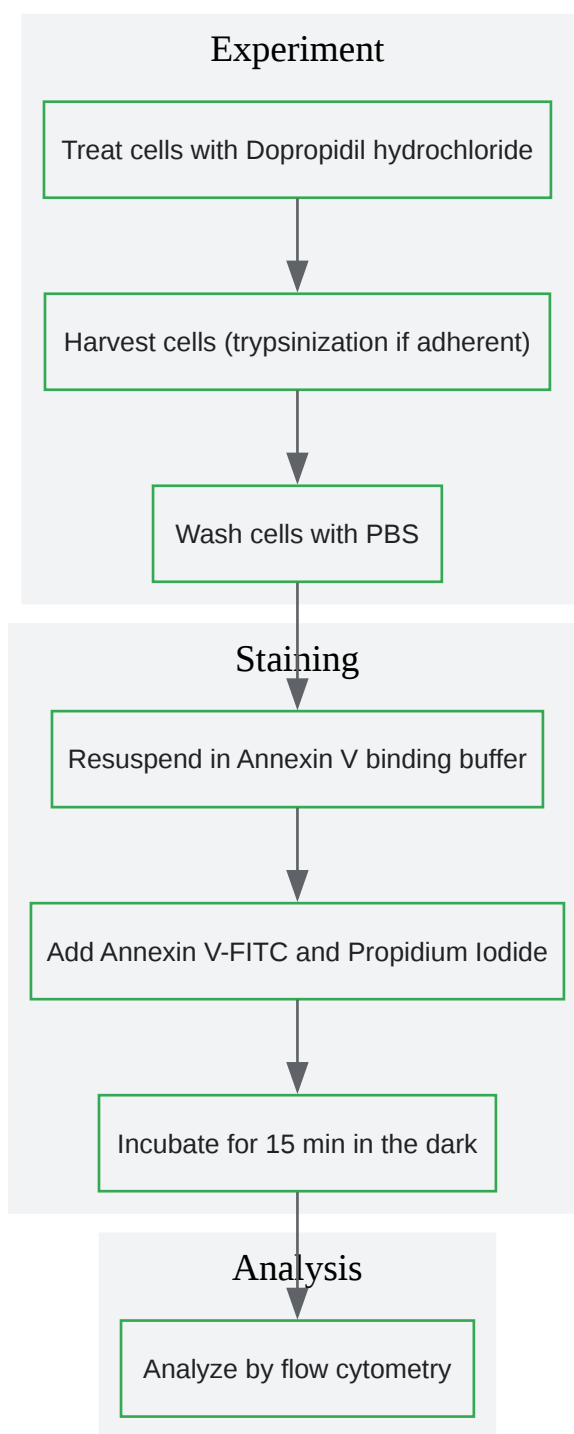 Experiment
Treat cells with Dopropidil hydrochloride
Harvest cells (trypsinization if adherent)
Wash cells with PBS
Staining
Resuspend in Annexin V binding buffer
Add Annexin V-FITC and Propidium Iodide
Incubate for 15 min in the dark
Analysis
Analyze by flow cytometry